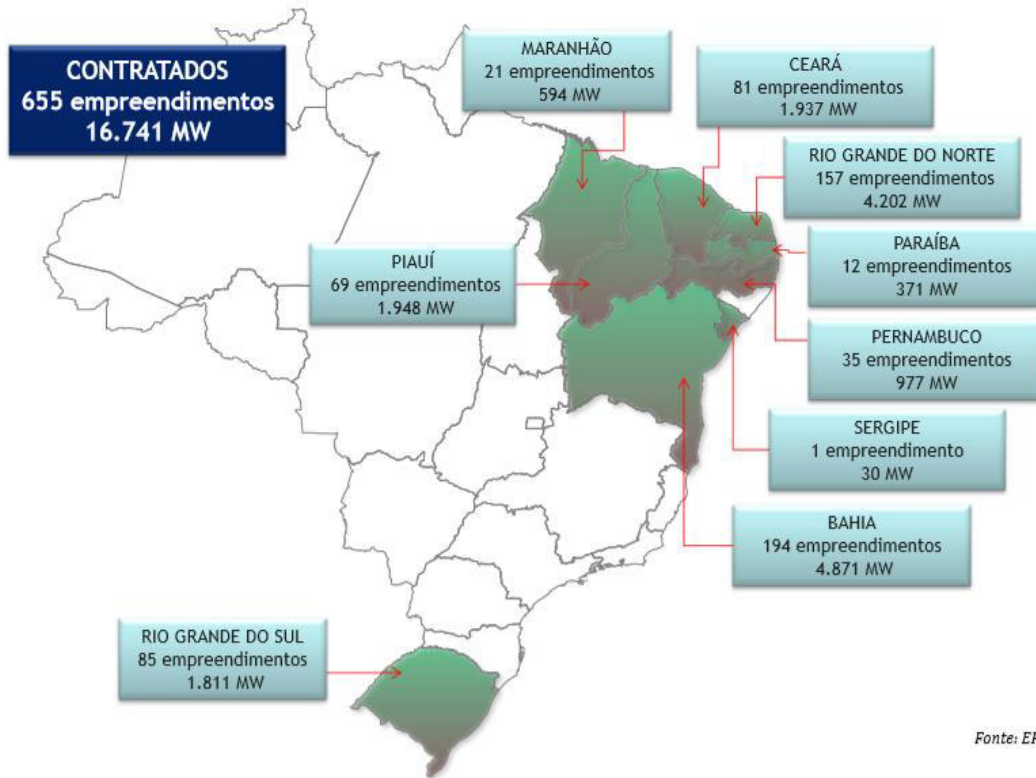 CONTRATADOS
655 empreendimentos
16.741 MW
MARANHÃO
21 empreendimentos
594 MW
CEARÁ
81 empreendimentos
1.937 MW
RIO GRANDE DO NORTE
157 empreendimentos
4.202 MW
PARAÍBA
12 empreendimentos
371 MW
PIAUÍ
69 empreendimentos
1.948 MW
PERNAMBUCO
35 empreendimentos
977 MW
SERGIPE
1 empreendimento
30 MW
BAHIA
194 empreendimentos
4.871 MW
RIO GRANDE DO SUL
85 empreendimentos
1.811 MW
Fonte: